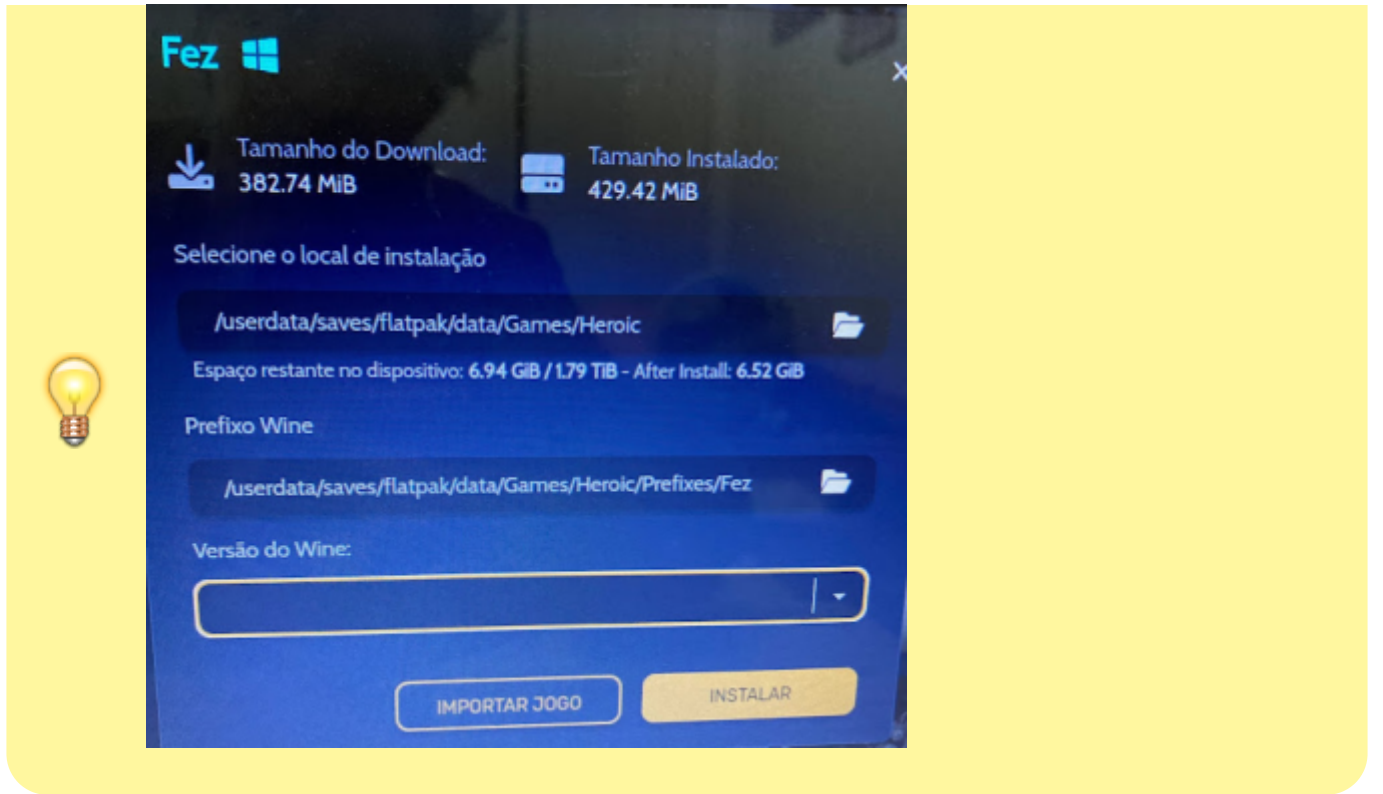 Fez
Tamanho do Download:
382.74 MiB
Tamanho Instalado:
429.42 MiB
Selecione o local de instalação
/userdata/saves/flatpak/data/Games/Heroic
Espaço restante no dispositivo: 6.94 GiB / 1.79 TiB - After Install: 6.52 GiB
Prefixo Wine
/userdata/saves/flatpak/data/Games/Heroic/Prefixes/Fez
Versão do Wine:
IMPORTAR JOGO
INSTALAR